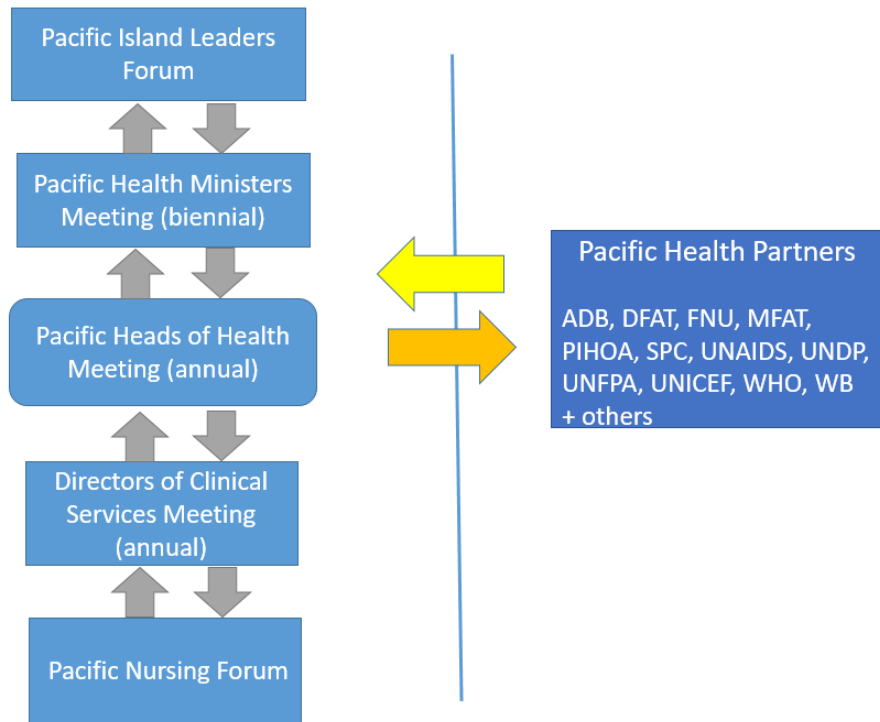 Pacific Island Leaders
Forum
Pacific Health Ministers
Meeting (biennial)
Pacific Heads of Health
Meeting (annual)
Directors of Clinical
Services Meeting
(annual)
Pacific Nursing Forum
Pacific Health Partners
ADB, DFAT, FNU, MFAT,
PIHOA, SPC, UNAIDS, UNDP,
UNFPA, UNICEF, WHO, WB
+ others